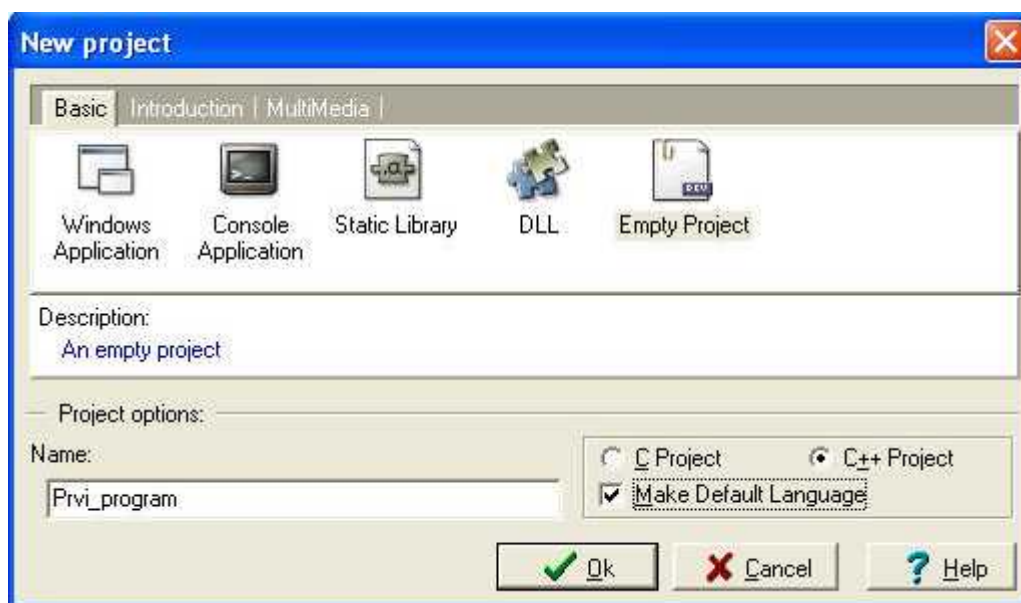 New project
Basic Introduction MultiMedia
Windows Application
Console Application
Static Library
DLL
Empty Project
Description:
An empty project
Project options:
Name:
Prvi_program
C Project
C++ Project
Make Default Language
Ok
Cancel
Help